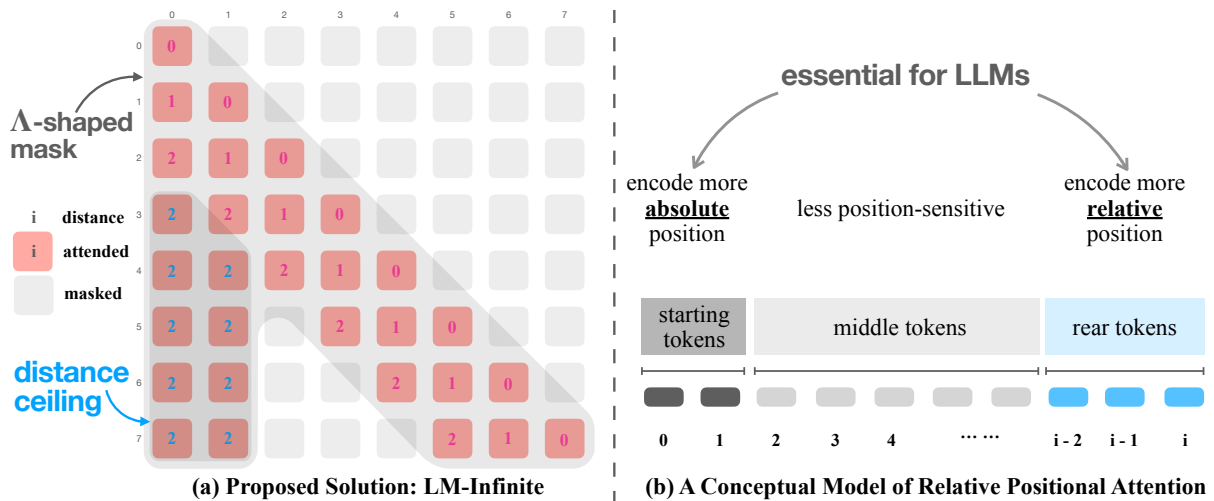 0 1 2 3 4 5 6 7
0 0
1 1 0
Λ-shaped
mask
2 2 1 0
i distance
3 2 2 1 0
i attended
4 2 2 2 1 0
masked
5 2 2 2 1 0
distance
ceiling
6 2 2 2 1 0
7 2 2 2 1 0
(a) Proposed Solution: LM-Infinite
essential for LLMs
encode more
absolute
position
less position-sensitive
encode more
relative
position
starting
tokens
middle tokens
rear tokens
0 1 2 3 4 ... ... i - 2 i - 1 i
(b) A Conceptual Model of Relative Positional Attention